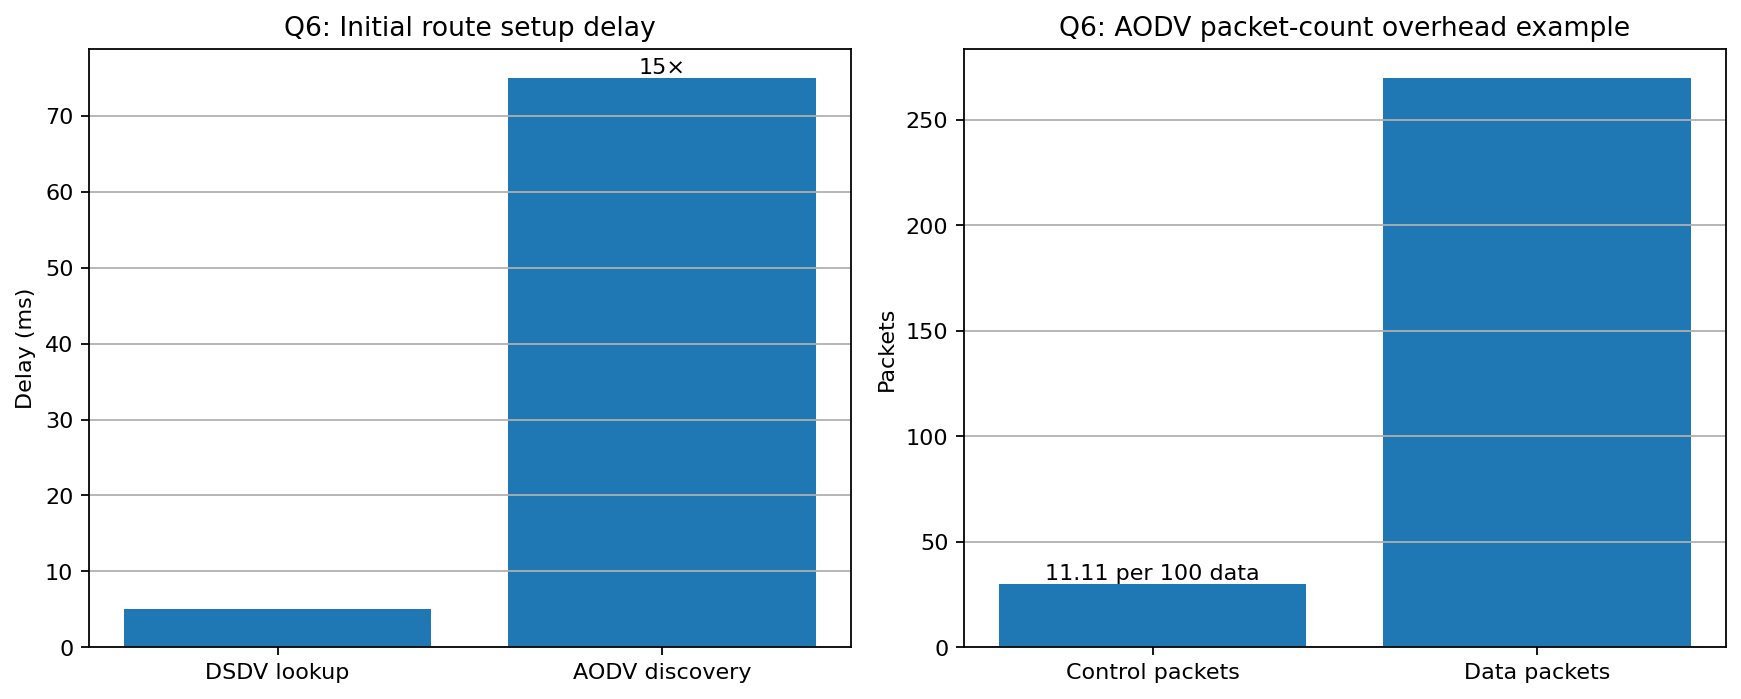 Q6: Initial route setup delay
15×
70
60
50
40
30
20
10
0
Delay (ms)
DSDV lookup
AODV discovery
Q6: AODV packet-count overhead example
250
200
150
100
50
0
Packets
11.11 per 100 data
Control packets
Data packets